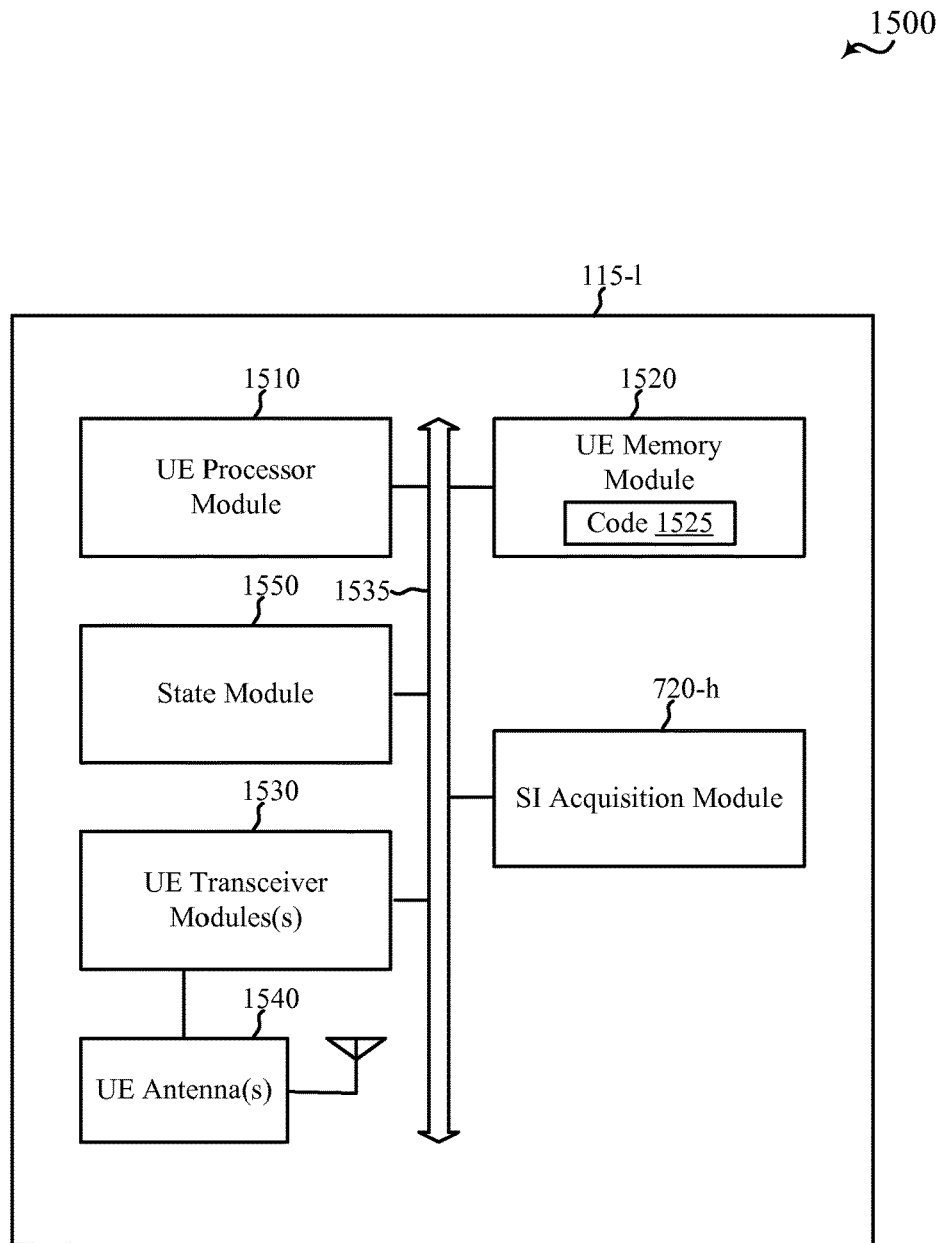 1500
115-l
1510
UE Processor
Module
1520
UE Memory
Module
Code 1525
1535
1550
State Module
720-h
SI Acquisition Module
1530
UE Transceiver
Modules(s)
1540
UE Antenna(s)